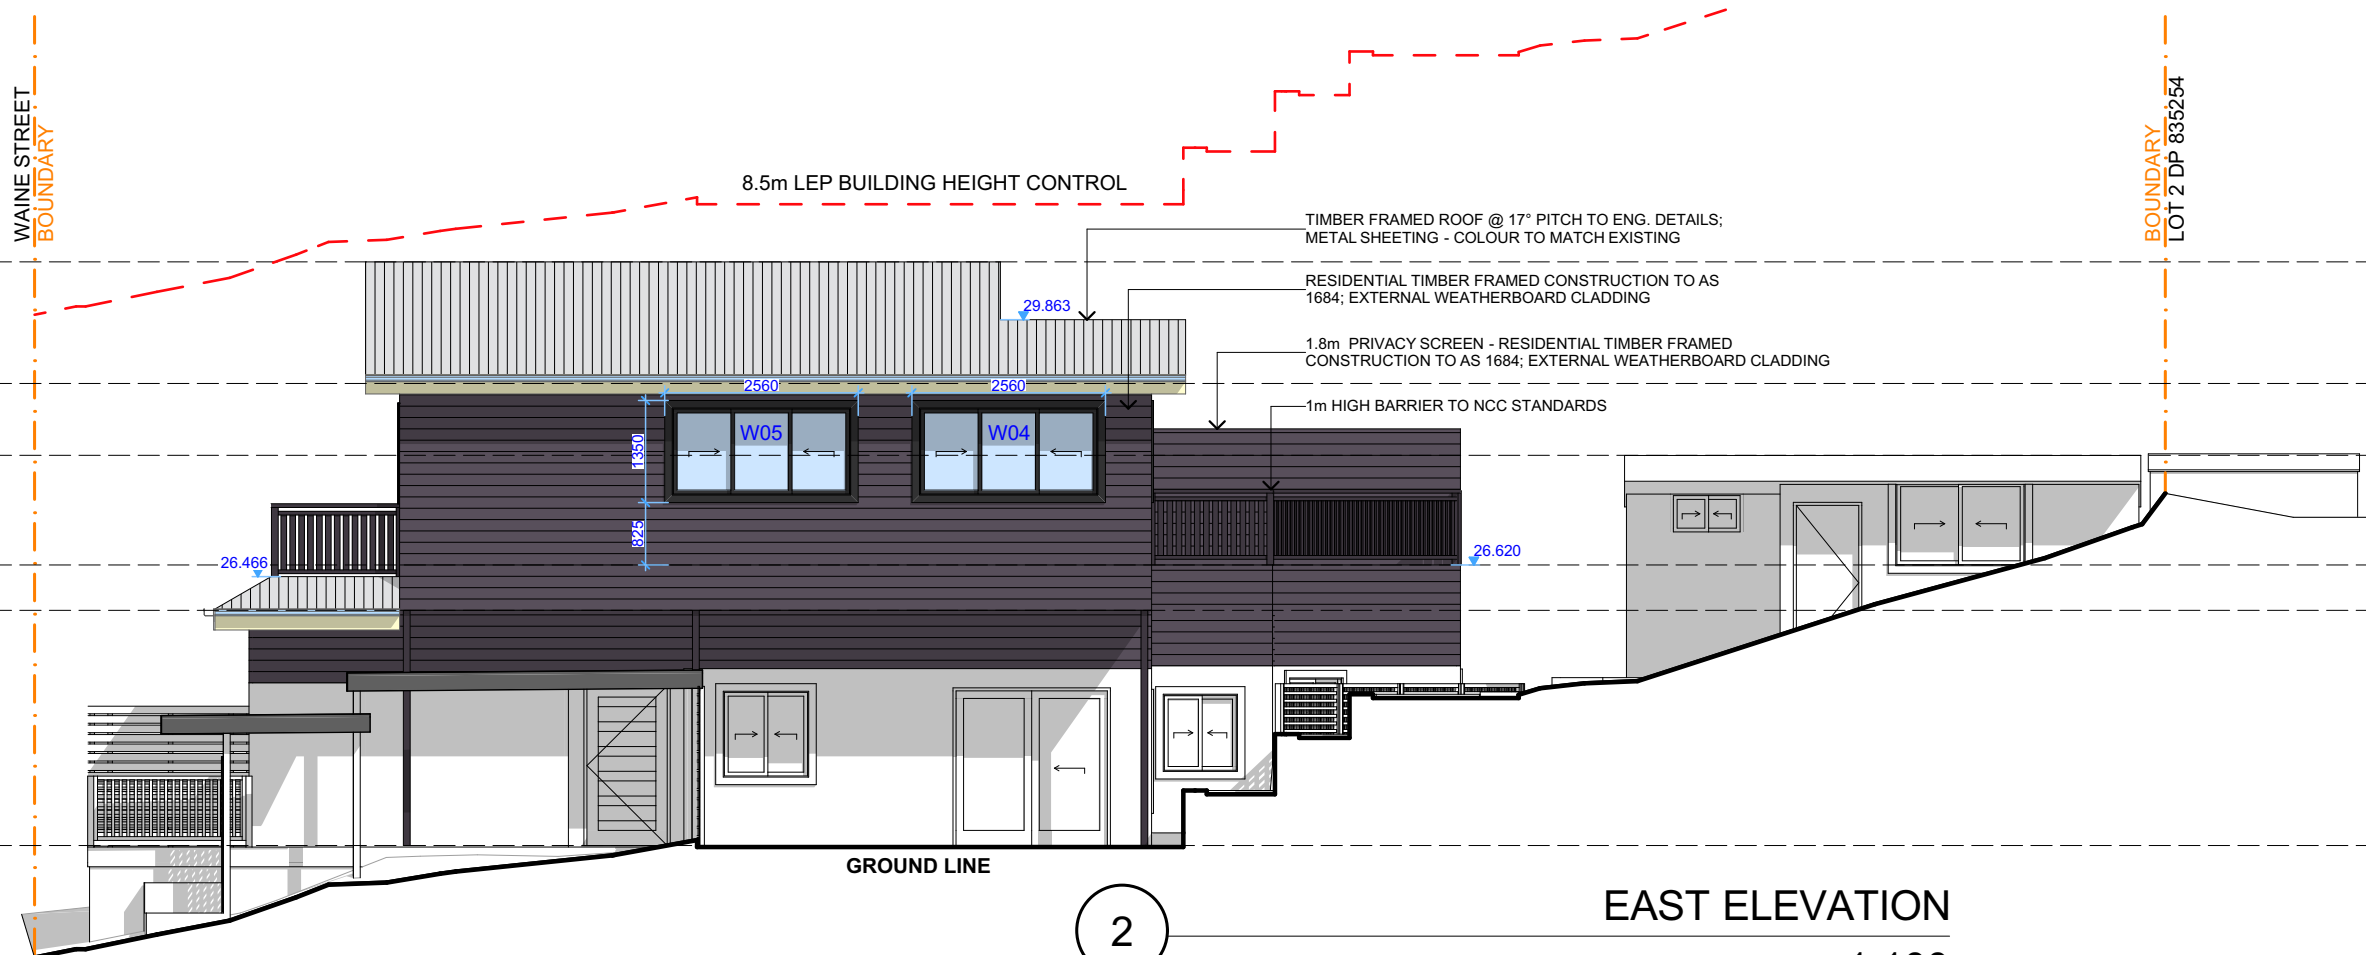 WAINE STREET
BOUNDARY
8.5m LEP BUILDING HEIGHT CONTROL
BOUNDARY
LOT 2 DP 835254
TIMBER FRAMED ROOF @ 17° PITCH TO ENG. DETAILS;
METAL SHEETING - COLOUR TO MATCH EXISTING
RESIDENTIAL TIMBER FRAMED CONSTRUCTION TO AS
1684; EXTERNAL WEATHERBOARD CLADDING
29.863
1.8m PRIVACY SCREEN - RESIDENTIAL TIMBER FRAMED
CONSTRUCTION TO AS 1684; EXTERNAL WEATHERBOARD CLADDING
2560
2560
1m HIGH BARRIER TO NCC STANDARDS
W05
W04
1350
825
26.466
26.620
GROUND LINE
EAST ELEVATION
2